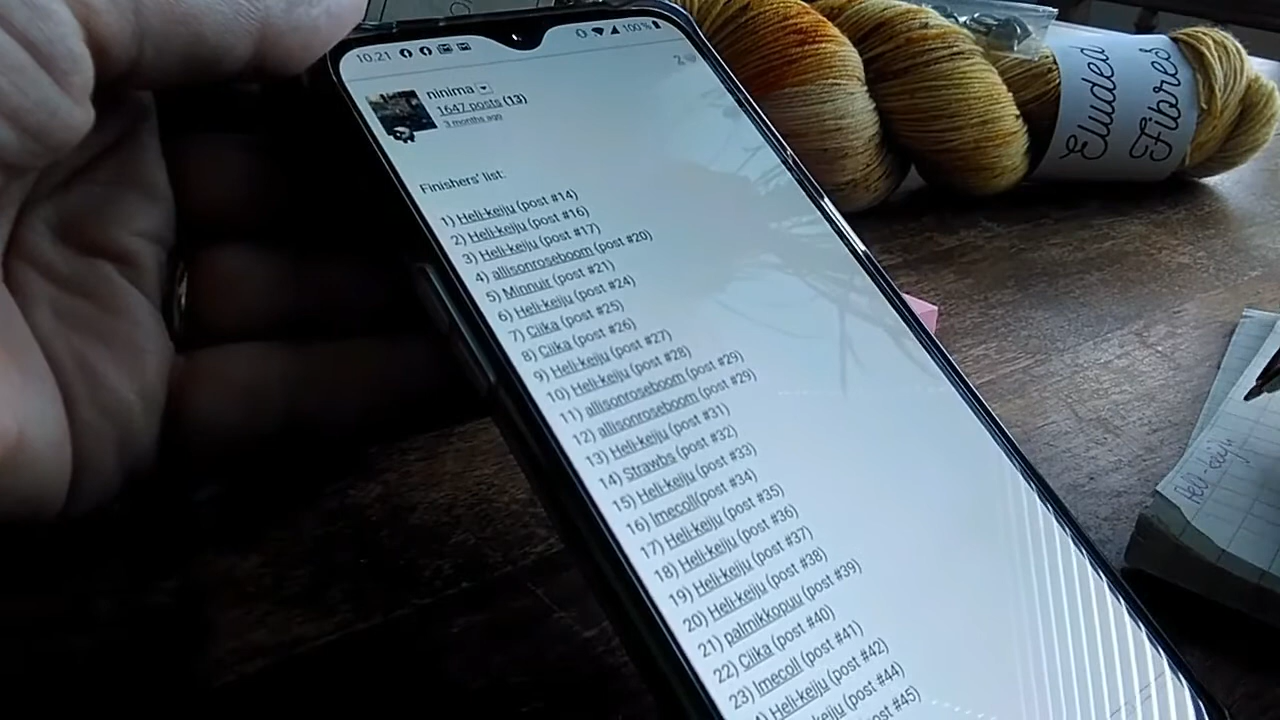 10.21 100%
2
ninima
1647 posts (13)
3 months ago
Finishers' list:
1) Heli-keiju (post #14)
2) Heli-keiju (post #16)
3) Heli-keiju (post #17)
4) allisonroseboom (post #20)
5) Minnuir (post #21)
6) Heli-keiju (post #24)
7) Ciika (post #25)
8) Ciika (post #26)
9) Heli-keiju (post #27)
10) Heli-keiju (post #28)
11) allisonroseboom (post #29)
12) allisonroseboom (post #29)
13) Heli-keiju (post #31)
14) Strawbs (post #32)
15) Heli-keiju (post #33)
16) Imecoll(post #34)
17) Heli-keiju (post #35)
18) Heli-keiju (post #36)
19) Heli-keiju (post #37)
20) Heli-keiju (post #38)
21) palmikkopuu (post #39)
22) Ciika (post #40)
23) Imecoll (post #41)
) Heli-keiju (post #42)
keiju (post #44)
post #45)
Eluded
Fibres
Heli-keiju